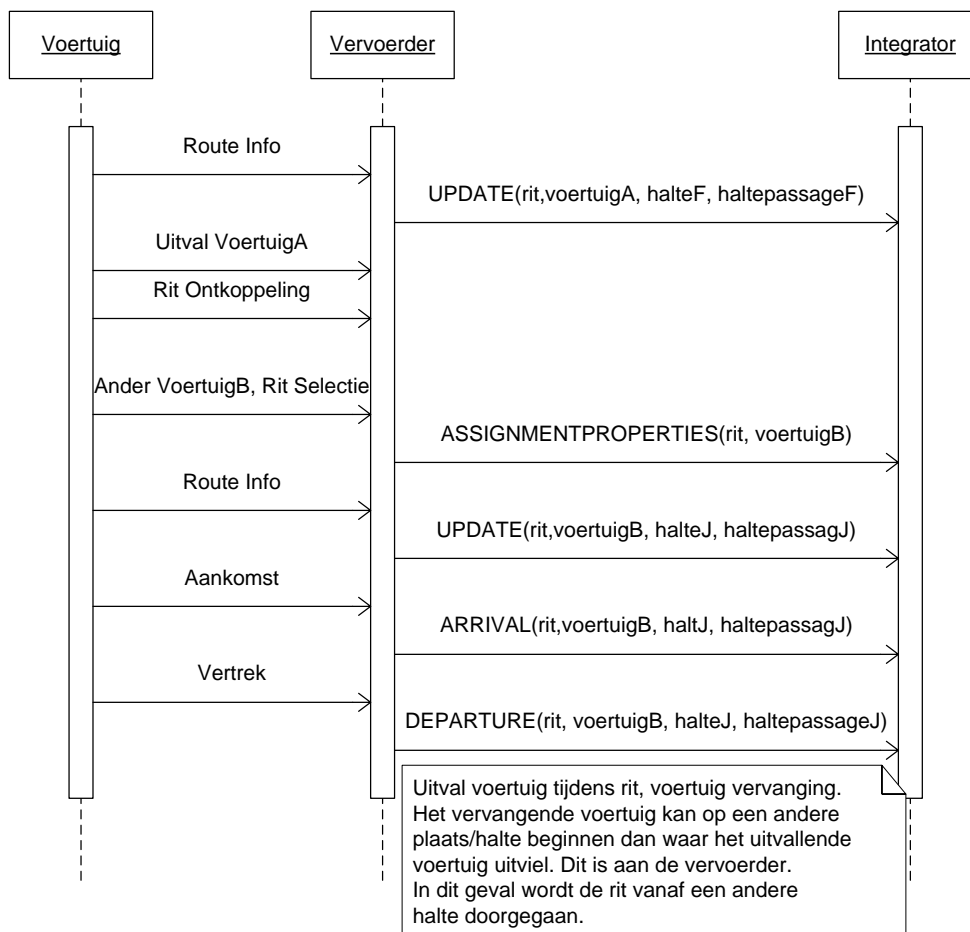 Voertuig
Vervoerder
Integrator
Route Info
UPDATE(rit,voertuigA, halteF, haltepassageF)
Uitval VoertuigA
Rit Ontkoppeling
Ander VoertuigB, Rit Selectie
ASSIGNMENTPROPERTIES(rit, voertuigB)
Route Info
UPDATE(rit,voertuigB, halteJ, haltepassagJ)
Aankomst
ARRIVAL(rit,voertuigB, haltJ, haltepassagJ)
Vertrek
DEPARTURE(rit, voertuigB, halteJ, haltepassageJ)
Uitval voertuig tijdens rit, voertuig vervanging.
Het vervangende voertuig kan op een andere
plaats/halte beginnen dan waar het uitvallende
voertuig uitviel. Dit is aan de vervoerder.
In dit geval wordt de rit vanaf een andere
halte doorgegaan.